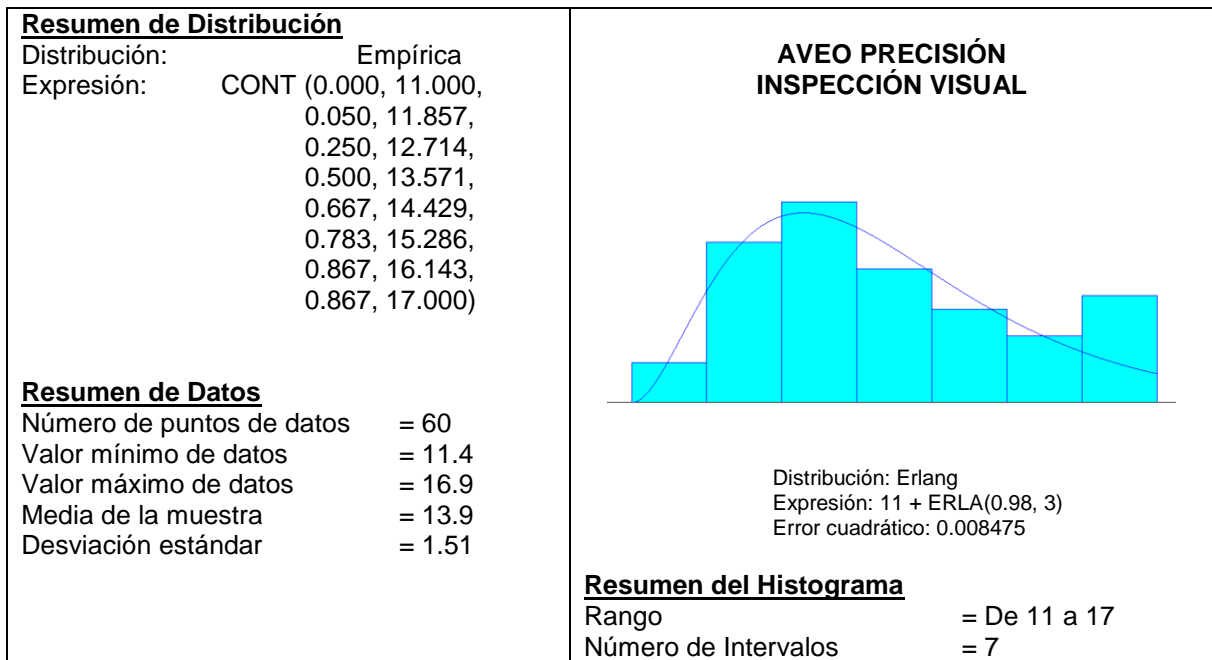 Resumen de Distribución
Distribución: Empírica
Expresión: CONT (0.000, 11.000,
0.050, 11.857,
0.250, 12.714,
0.500, 13.571,
0.667, 14.429,
0.783, 15.286,
0.867, 16.143,
0.867, 17.000)
Resumen de Datos
Número de puntos de datos = 60
Valor mínimo de datos = 11.4
Valor máximo de datos = 16.9
Media de la muestra = 13.9
Desviación estándar = 1.51
AVEO PRECISIÓN
INSPECCIÓN VISUAL
Distribución: Erlang
Expresión: 11 + ERLA(0.98, 3)
Error cuadrático: 0.008475
Resumen del Histograma
Rango = De 11 a 17
Número de Intervalos = 7